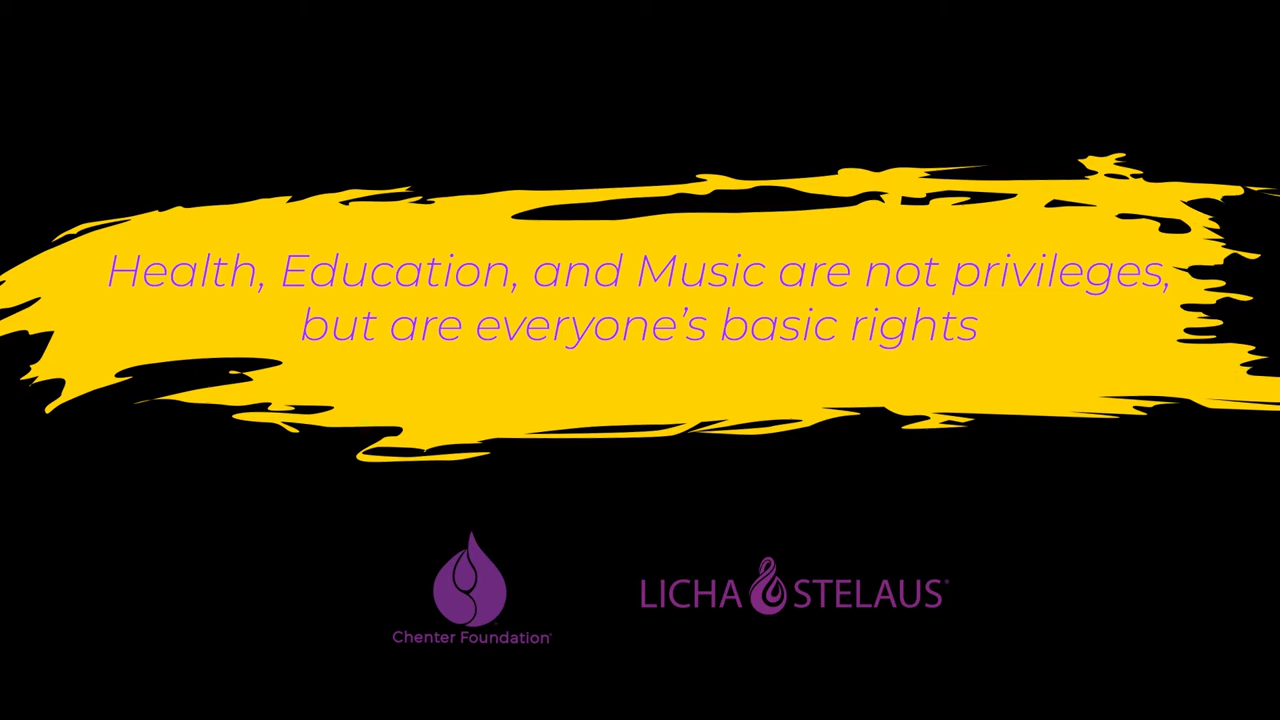 Health, Education, and Music are not privileges,
but are everyone’s basic rights
Chenter Foundation
LICHA STELAUS®